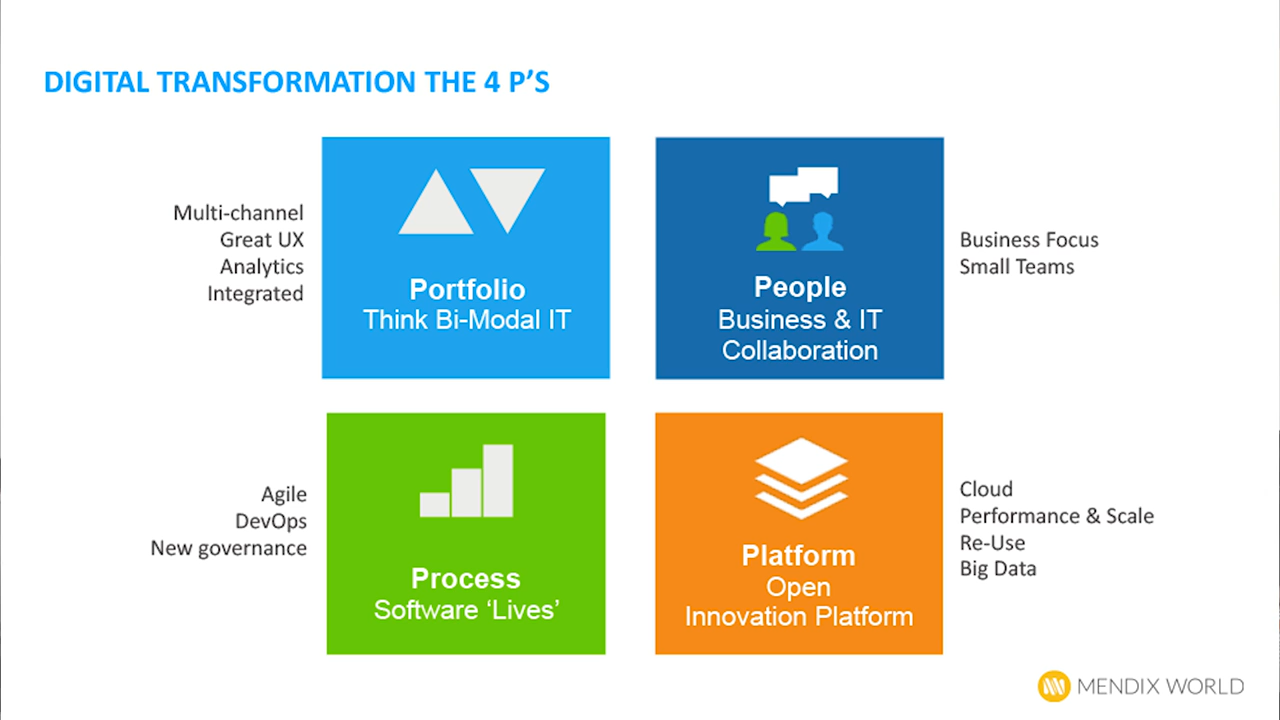 DIGITAL TRANSFORMATION THE 4 P’S
Multi-channel
Great UX
Analytics
Integrated
Portfolio
Think Bi-Modal IT
People
Business & IT
Collaboration
Business Focus
Small Teams
Agile
DevOps
New governance
Process
Software ‘Lives’
Platform
Open
Innovation Platform
Cloud
Performance & Scale
Re-Use
Big Data
MENDIX WORLD